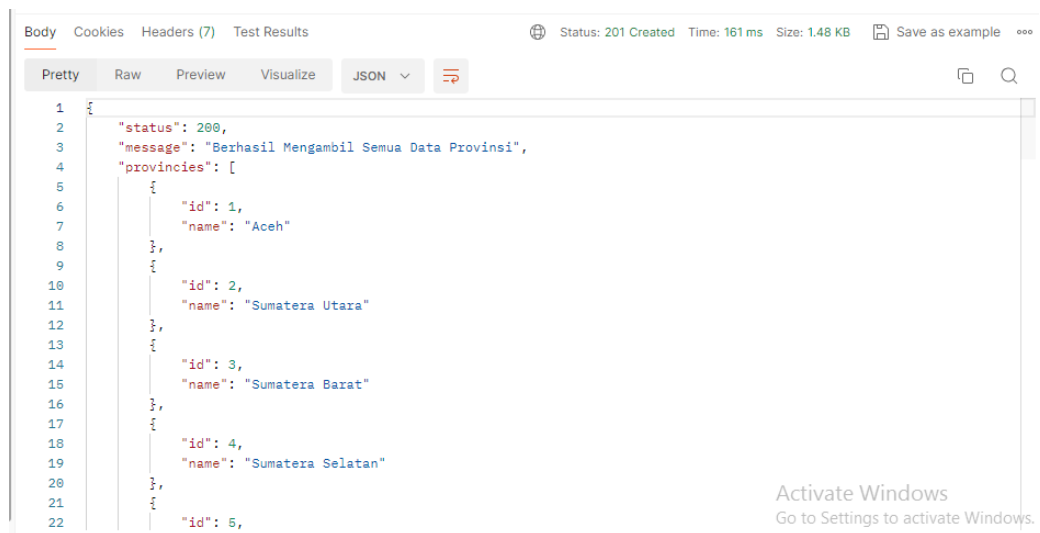 Body Cookies Headers (7) Test Results Status: 201 Created Time: 161 ms Size: 1.48 KB Save as example
Pretty Raw Preview Visualize JSON
1 {
2 "status": 200,
3 "message": "Berhasil Mengambil Semua Data Provinsi",
4 "provincies": [
5 {
6 "id": 1,
7 "name": "Aceh"
8 },
9 {
10 "id": 2,
11 "name": "Sumatera Utara"
12 },
13 {
14 "id": 3,
15 "name": "Sumatera Barat"
16 },
17 {
18 "id": 4,
19 "name": "Sumatera Selatan"
20 },
21 {
22 "id": 5,
Activate Windows
Go to Settings to activate Windows.